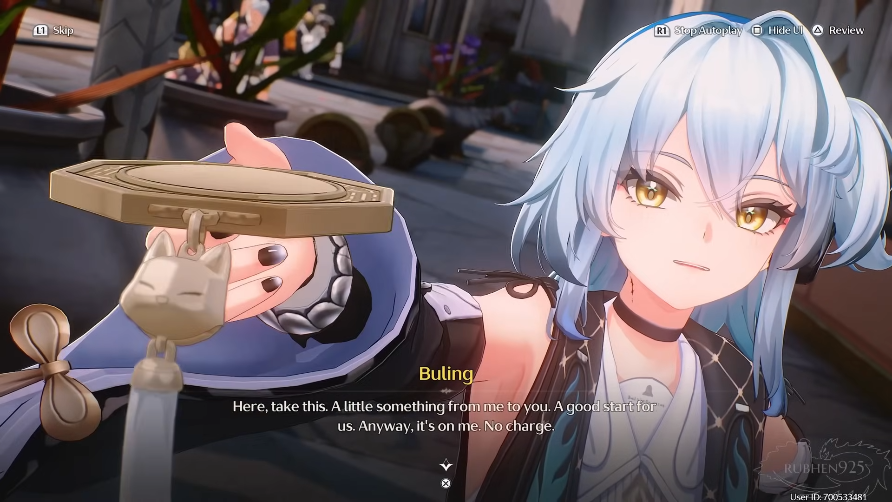 L1 Skip
R1 Stop Autoplay Hide UI Review
Buling
Here, take this. A little something from me to you. A good start for
us. Anyway, it's on me. No charge.
RUBHEN925
User ID: 700533481